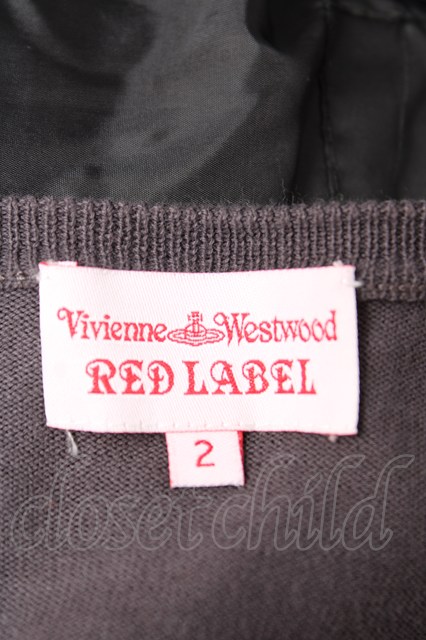 Vivienne Westwood
RED LABEL
2
closet child